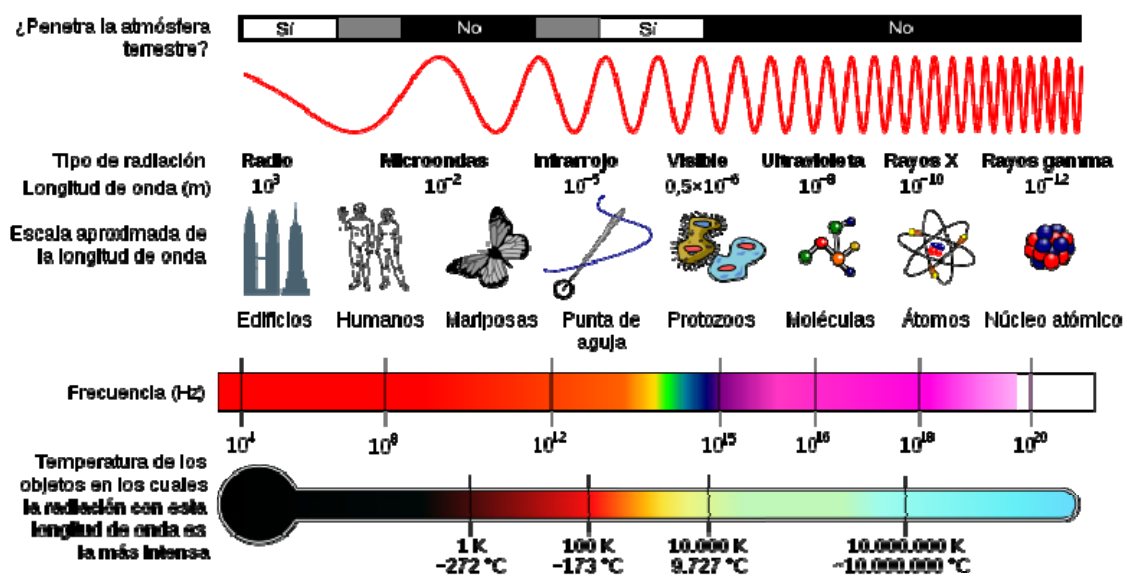 ¿Penetra la atmósfera
terrestre?
Sí No Sí No
Tipo de radiación Radio Microondas Infrarrojo Visible Ultravioleta Rayos X Rayos gamma
Longitud de onda (m) 10³ 10⁻² 10⁻⁵ 0,5×10⁻⁶ 10⁻⁸ 10⁻¹⁰ 10⁻¹²
Escala aproximada de
la longitud de onda
Edificios Humanos Mariposas Punta de aguja Protozoos Moléculas Átomos Núcleo atómico
Frecuencia (Hz)
10⁴ 10⁸ 10¹² 10¹⁵ 10¹⁶ 10¹⁸ 10²⁰
Temperatura de los
objetos en los cuales
la radiación con esta
longitud de onda es
la más intensa
1 K 100 K 10.000 K 10.000.000 K
−272 °C −173 °C 9.727 °C ~10.000.000 °C